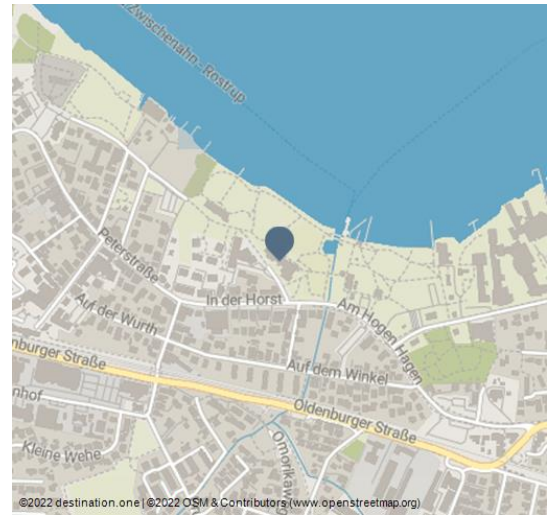 zwischenahn - Rostrup
Peterstraße
In der Horst
Am Hogen Hagen
Auf der Wurth
nburger Straße
Auf dem Winkel
nhof
Oldenburger Straße
Kleine Wehe
Omorikaw
©2022 destination.one | ©2022 OSM & Contributors (www.openstreetmap.org)